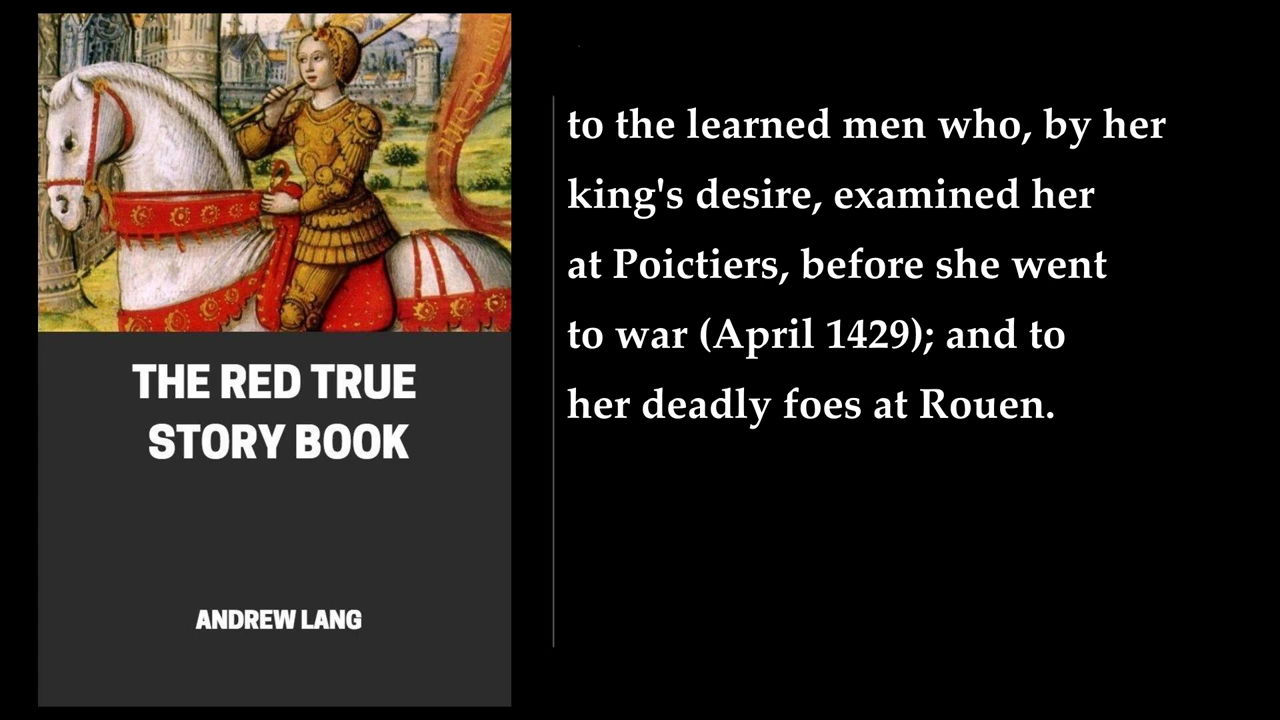 THE RED TRUE
STORY BOOK
ANDREW LANG
to the learned men who, by her
king's desire, examined her
at Poictiers, before she went
to war (April 1429); and to
her deadly foes at Rouen.